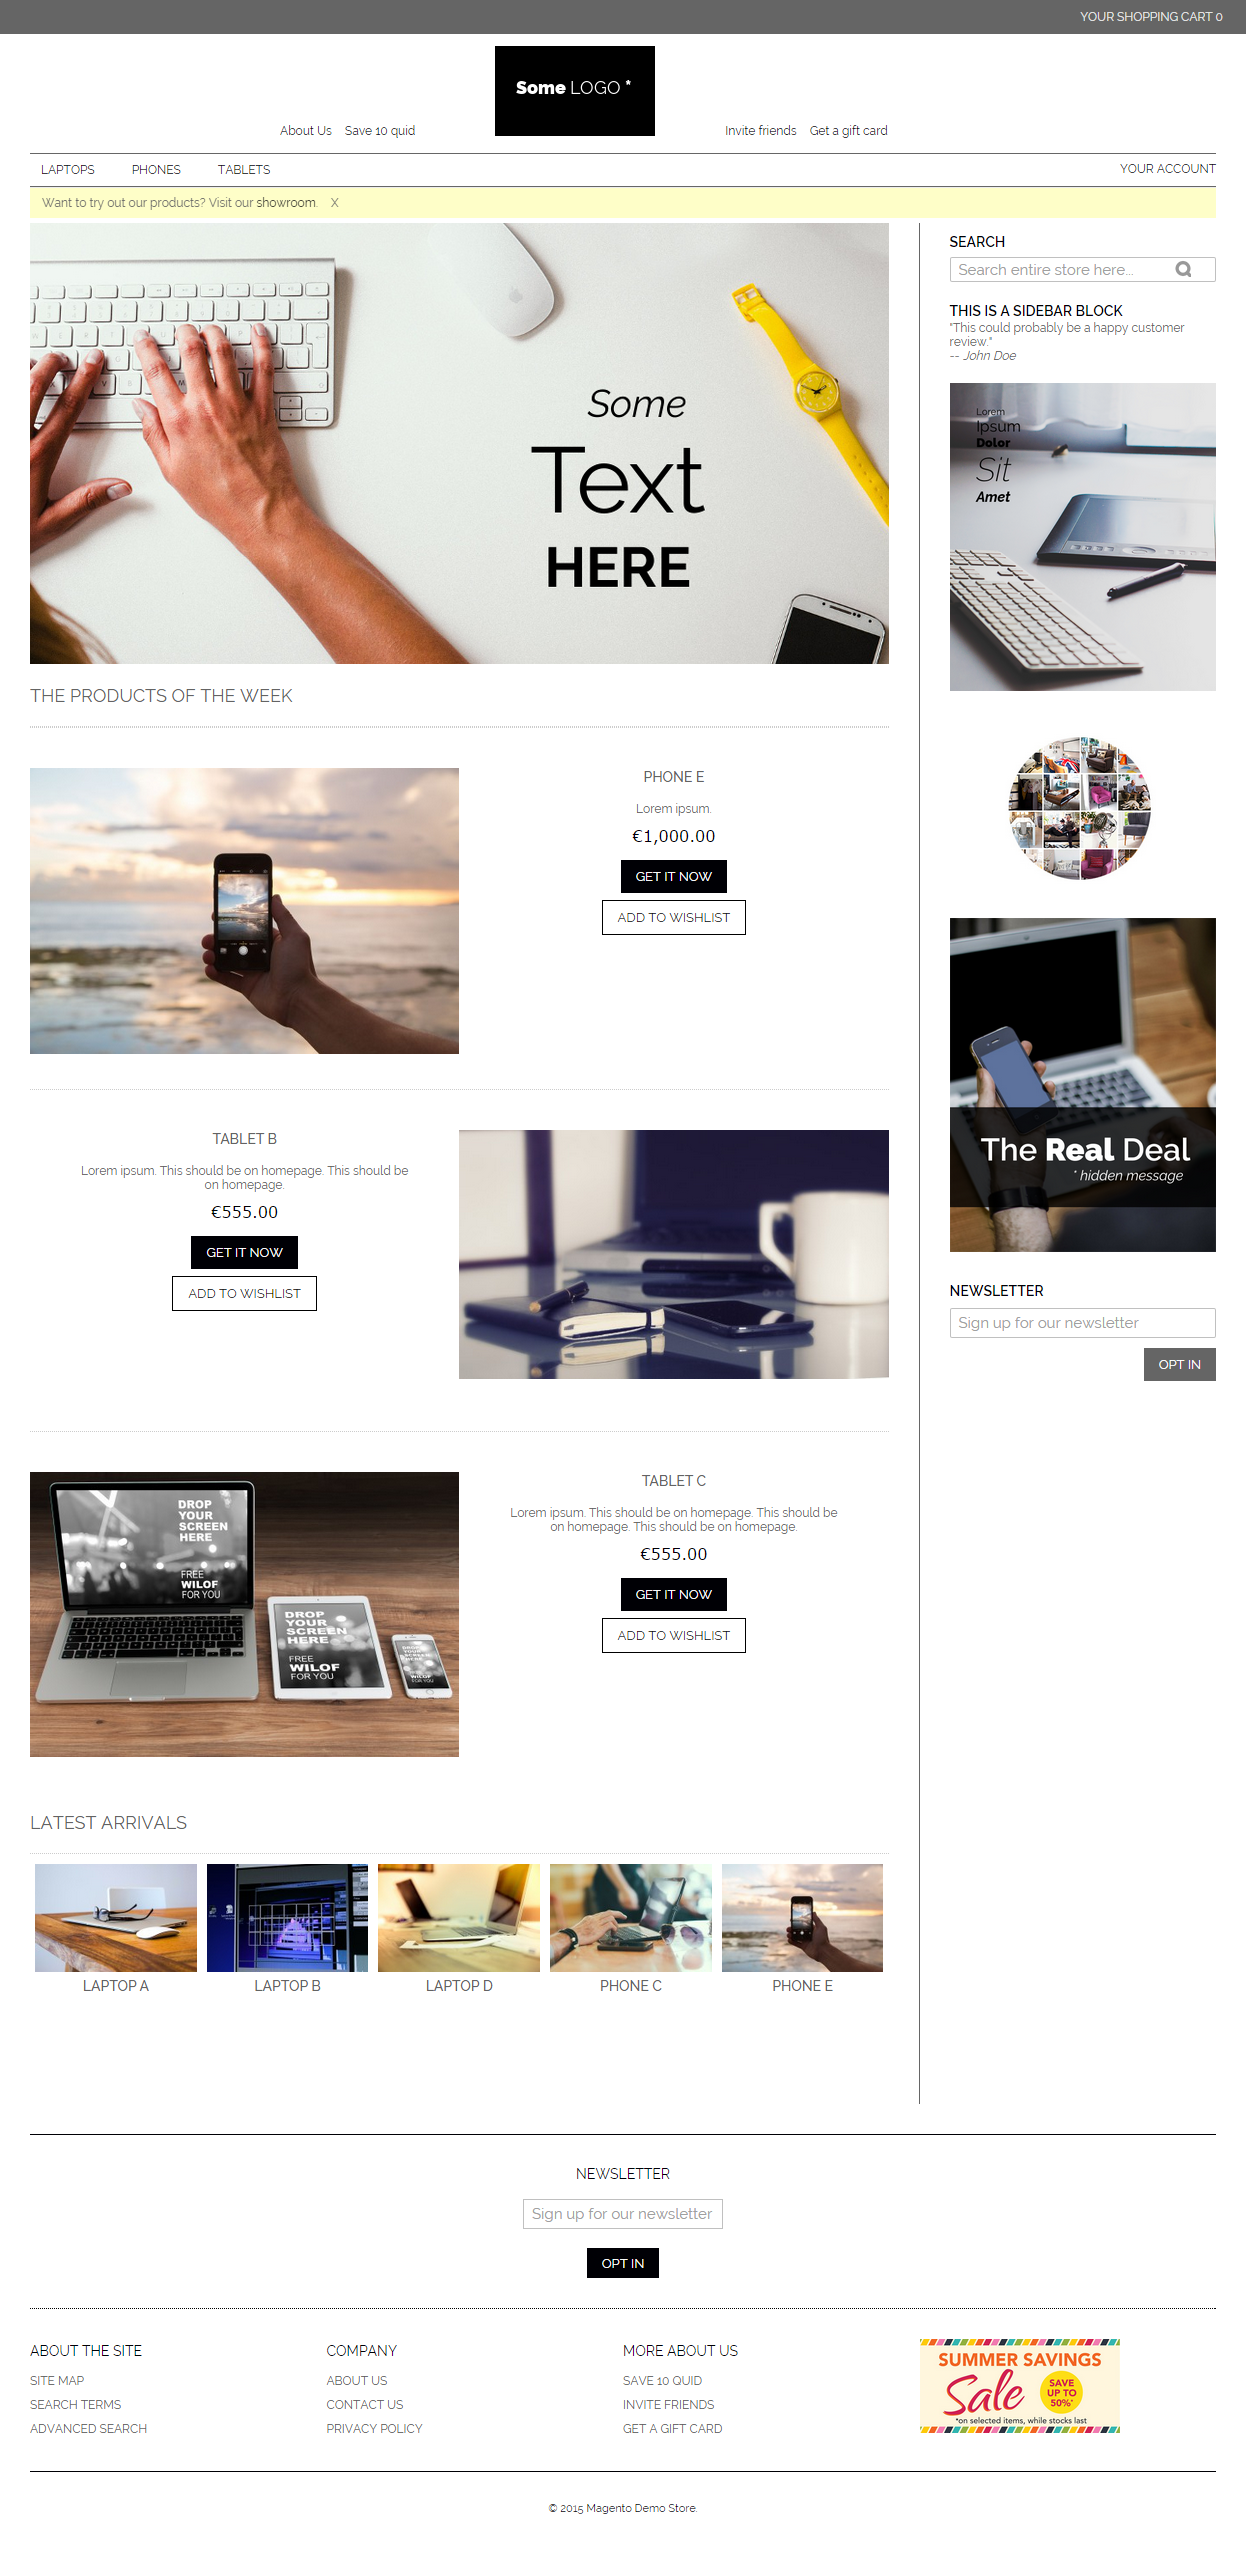 YOUR SHOPPING CART 0
Some LOGO *
About Us Save 10 quid
Invite friends Get a gift card
LAPTOPS PHONES TABLETS
YOUR ACCOUNT
Want to try out our products? Visit our showroom. X
Some
Text
HERE
SEARCH
Search entire store here...
THIS IS A SIDEBAR BLOCK
"This could probably be a happy customer
review."
-- John Doe
Lorem
Ipsum
Dolor
Sit
Amet
The Real Deal
* hidden message
NEWSLETTER
Sign up for our newsletter
OPT IN
THE PRODUCTS OF THE WEEK
PHONE E
Lorem ipsum.
€1,000.00
GET IT NOW
ADD TO WISHLIST
TABLET B
Lorem ipsum. This should be on homepage. This should be
on homepage.
€555.00
GET IT NOW
ADD TO WISHLIST
DROP
YOUR
SCREEN
HERE
FREE
WILOF
FOR YOU
DROP
YOUR
SCREEN
HERE
FREE
WILOF
FOR YOU
DROP
YOUR
SCREEN
HERE
FREE
WILOF
FOR YOU
TABLET C
Lorem ipsum. This should be on homepage. This should be
on homepage. This should be on homepage.
€555.00
GET IT NOW
ADD TO WISHLIST
LATEST ARRIVALS
LAPTOP A
LAPTOP B
LAPTOP D
PHONE C
PHONE E
NEWSLETTER
Sign up for our newsletter
OPT IN
ABOUT THE SITE
SITE MAP
SEARCH TERMS
ADVANCED SEARCH
COMPANY
ABOUT US
CONTACT US
PRIVACY POLICY
MORE ABOUT US
SAVE 10 QUID
INVITE FRIENDS
GET A GIFT CARD
SUMMER SAVINGS
Sale
SAVE
UP TO
50%*
*on selected items, while stocks last
© 2015 Magento Demo Store.